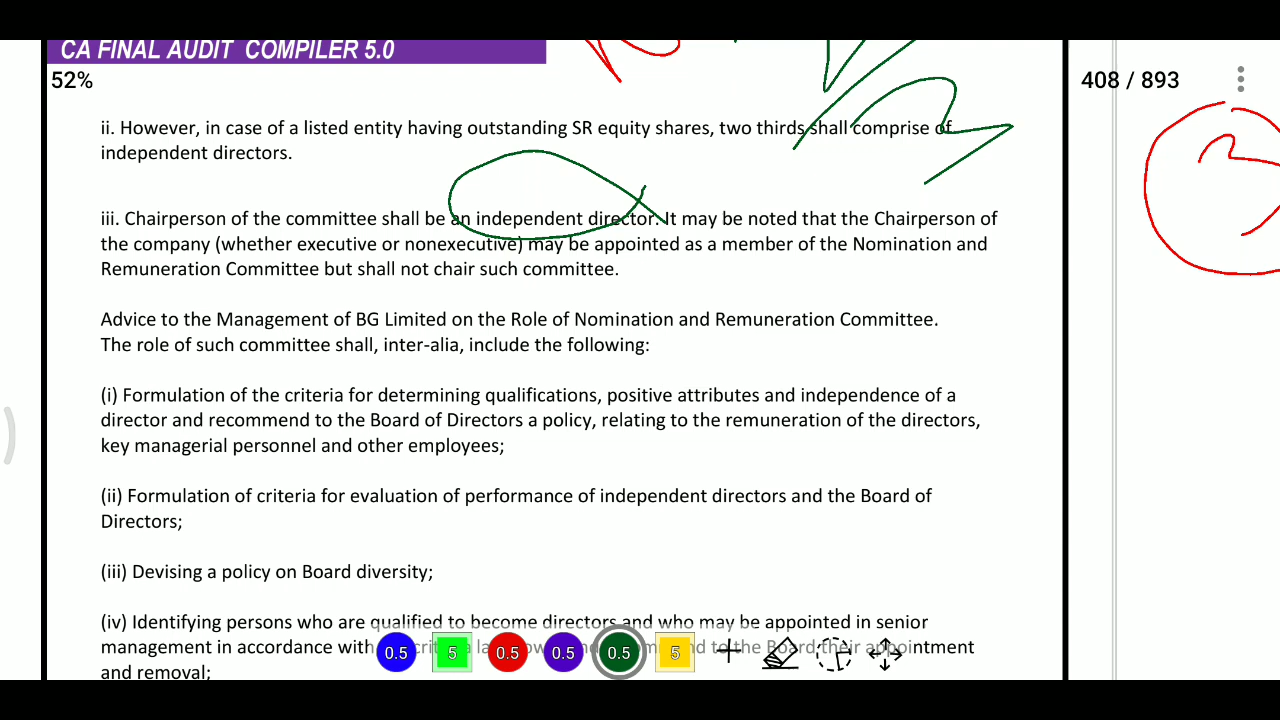 CA FINAL AUDIT COMPILER 5.0
52%
408 / 893
ii. However, in case of a listed entity having outstanding SR equity shares, two thirds shall comprise of
independent directors.
iii. Chairperson of the committee shall be an independent director. It may be noted that the Chairperson of
the company (whether executive or nonexecutive) may be appointed as a member of the Nomination and
Remuneration Committee but shall not chair such committee.
Advice to the Management of BG Limited on the Role of Nomination and Remuneration Committee.
The role of such committee shall, inter-alia, include the following:
(i) Formulation of the criteria for determining qualifications, positive attributes and independence of a
director and recommend to the Board of Directors a policy, relating to the remuneration of the directors,
key managerial personnel and other employees;
(ii) Formulation of criteria for evaluation of performance of independent directors and the Board of
Directors;
(iii) Devising a policy on Board diversity;
(iv) Identifying persons who are qualified to become directors and who may be appointed in senior
management in accordance with to the Board their appointment
and removal;
0.5 5 0.5 0.5 0.5 5